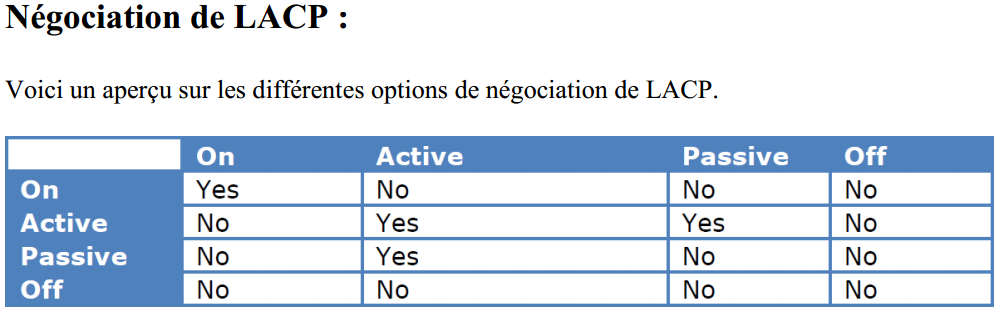 Négociation de LACP :
Voici un aperçu sur les différentes options de négociation de LACP.
On Active Passive Off
On Yes No No No
Active No Yes Yes No
Passive No Yes No No
Off No No No No